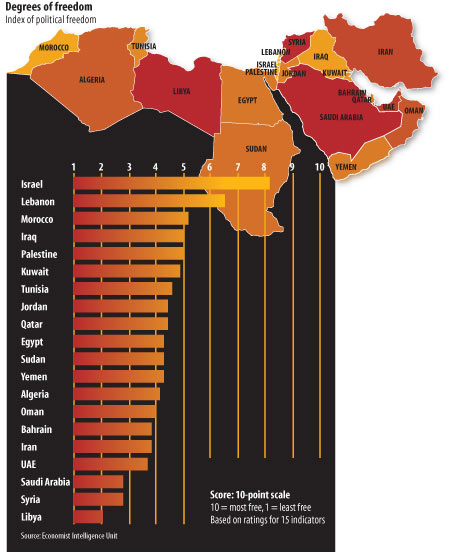 Degrees of freedom
Index of political freedom
MOROCCO
ALGERIA
TUNISIA
LIBYA
EGYPT
SUDAN
LEBANON
ISRAEL
PALESTINE
SYRIA
JORDAN
IRAQ
KUWAIT
IRAN
BAHRAIN
QATAR
UAE
OMAN
SAUDI ARABIA
YEMEN
1 2 3 4 5 6 7 8 9 10
Israel
Lebanon
Morocco
Iraq
Palestine
Kuwait
Tunisia
Jordan
Qatar
Egypt
Sudan
Yemen
Algeria
Oman
Bahrain
Iran
UAE
Saudi Arabia
Syria
Libya
Score: 10-point scale
10 = most free, 1 = least free
Based on ratings for 15 indicators
Source: Economist Intelligence Unit